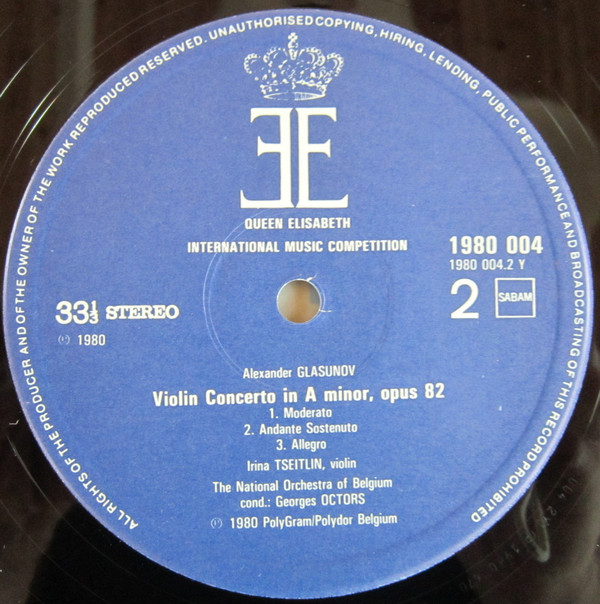 ALL RIGHTS OF THE PRODUCER AND OF THE OWNER OF THE WORK REPRODUCED RESERVED. UNAUTHORISED COPYING, HIRING, LENDING, PUBLIC PERFORMANCE AND BROADCASTING OF THIS RECORD PROHIBITED
EE
QUEEN ELISABETH
INTERNATIONAL MUSIC COMPETITION
1980 004
1980 004.2 Y
33 1/3 STEREO
2
SABAM
Ⓟ 1980
Alexander GLASUNOV
Violin Concerto in A minor, opus 82
1. Moderato
2. Andante Sostenuto
3. Allegro
Irina TSEITLIN, violin
The National Orchestra of Belgium
cond.: Georges OCTORS
Ⓟ 1980 PolyGram/Polydor Belgium